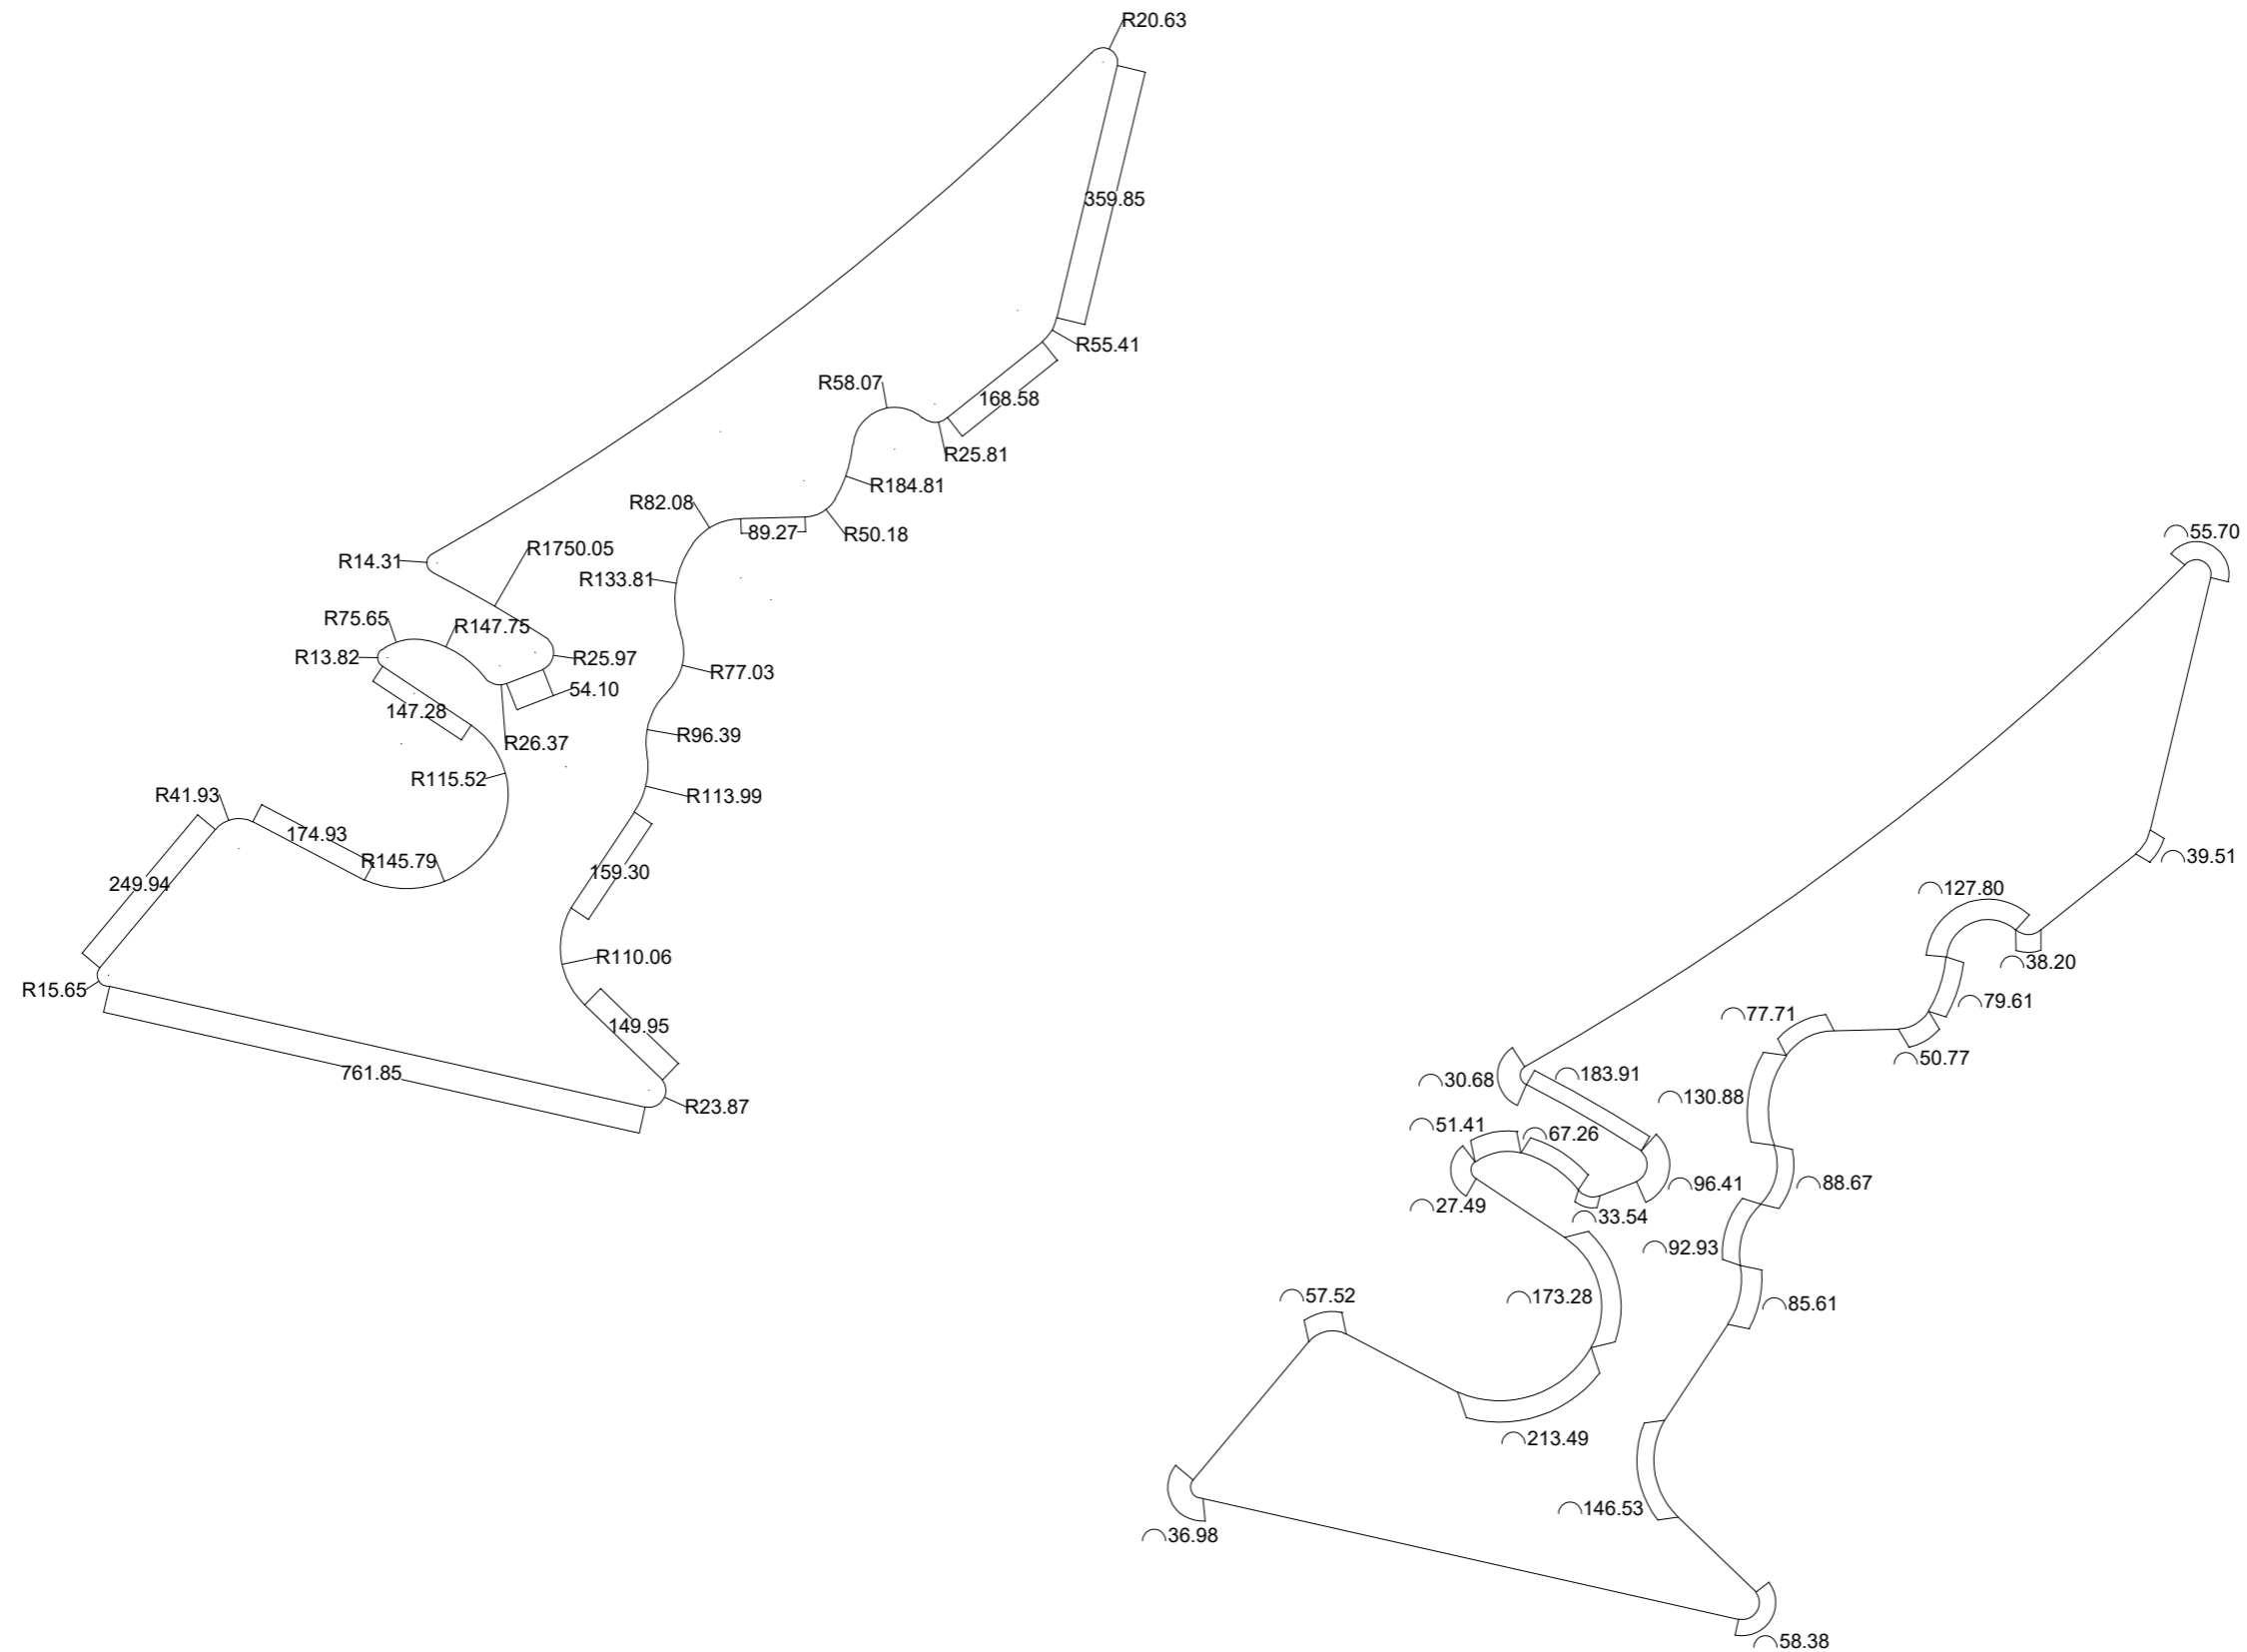 R20.63
359.85
R55.41
R58.07
168.58
R25.81
R184.81
R82.08
89.27
R50.18
R14.31
R1750.05
R133.81
R75.65
R147.75
R13.82
R25.97
R77.03
54.10
147.28
R26.37
R96.39
R115.52
R41.93
R113.99
174.93
R145.79
249.94
159.30
R110.06
R15.65
149.95
761.85
R23.87
⌒55.70
⌒39.51
⌒127.80
⌒38.20
⌒79.61
⌒77.71
⌒50.77
⌒30.68
⌒183.91
⌒130.88
⌒51.41
⌒67.26
⌒96.41
⌒88.67
⌒27.49
⌒33.54
⌒92.93
⌒57.52
⌒173.28
⌒85.61
⌒213.49
⌒146.53
⌒36.98
⌒58.38